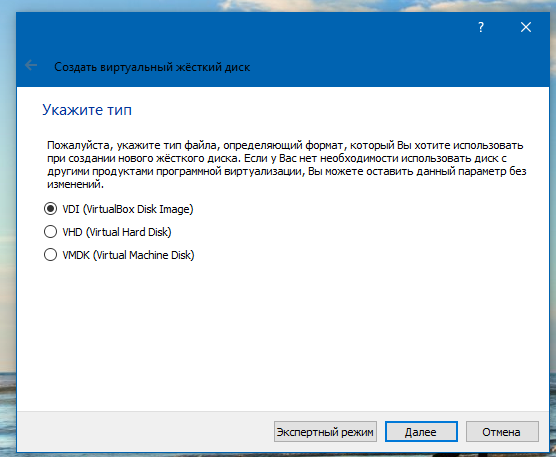 ?
Создать виртуальный жёсткий диск
Укажите тип
Пожалуйста, укажите тип файла, определяющий формат, который Вы хотите использовать
при создании нового жёсткого диска. Если у Вас нет необходимости использовать диск с
другими продуктами программной виртуализации, Вы можете оставить данный параметр без
изменений.
VDI (VirtualBox Disk Image)
VHD (Virtual Hard Disk)
VMDK (Virtual Machine Disk)
Экспертный режим Далее Отмена